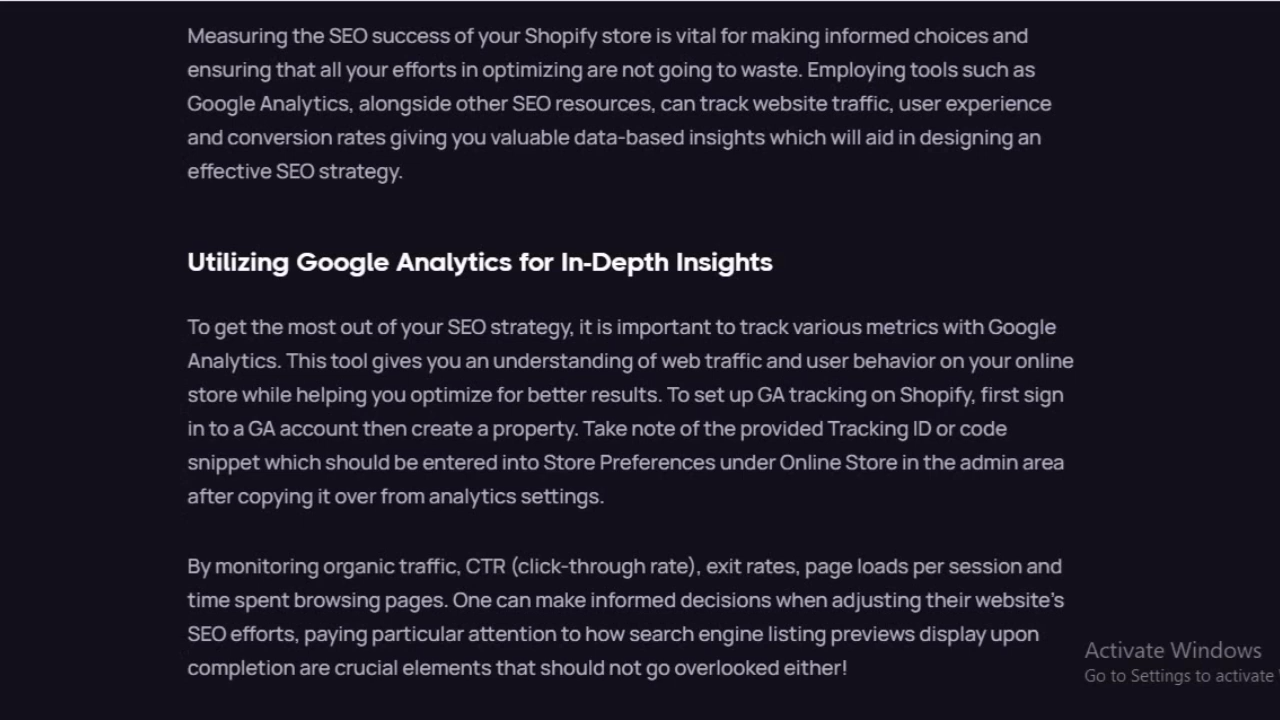 Measuring the SEO success of your Shopify store is vital for making informed choices and
ensuring that all your efforts in optimizing are not going to waste. Employing tools such as
Google Analytics, alongside other SEO resources, can track website traffic, user experience
and conversion rates giving you valuable data-based insights which will aid in designing an
effective SEO strategy.
Utilizing Google Analytics for In-Depth Insights
To get the most out of your SEO strategy, it is important to track various metrics with Google
Analytics. This tool gives you an understanding of web traffic and user behavior on your online
store while helping you optimize for better results. To set up GA tracking on Shopify, first sign
in to a GA account then create a property. Take note of the provided Tracking ID or code
snippet which should be entered into Store Preferences under Online Store in the admin area
after copying it over from analytics settings.
By monitoring organic traffic, CTR (click-through rate), exit rates, page loads per session and
time spent browsing pages. One can make informed decisions when adjusting their website's
SEO efforts, paying particular attention to how search engine listing previews display upon
completion are crucial elements that should not go overlooked either!
Activate Windows
Go to Settings to activate